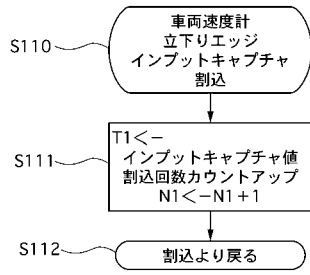 S110
車両速度計
立下りエッジ
インプットキャプチャ
割込
S111
T1<−
インプットキャプチャ値
割込回数カウントアップ
N1<−N1+1
S112
割込より戻る